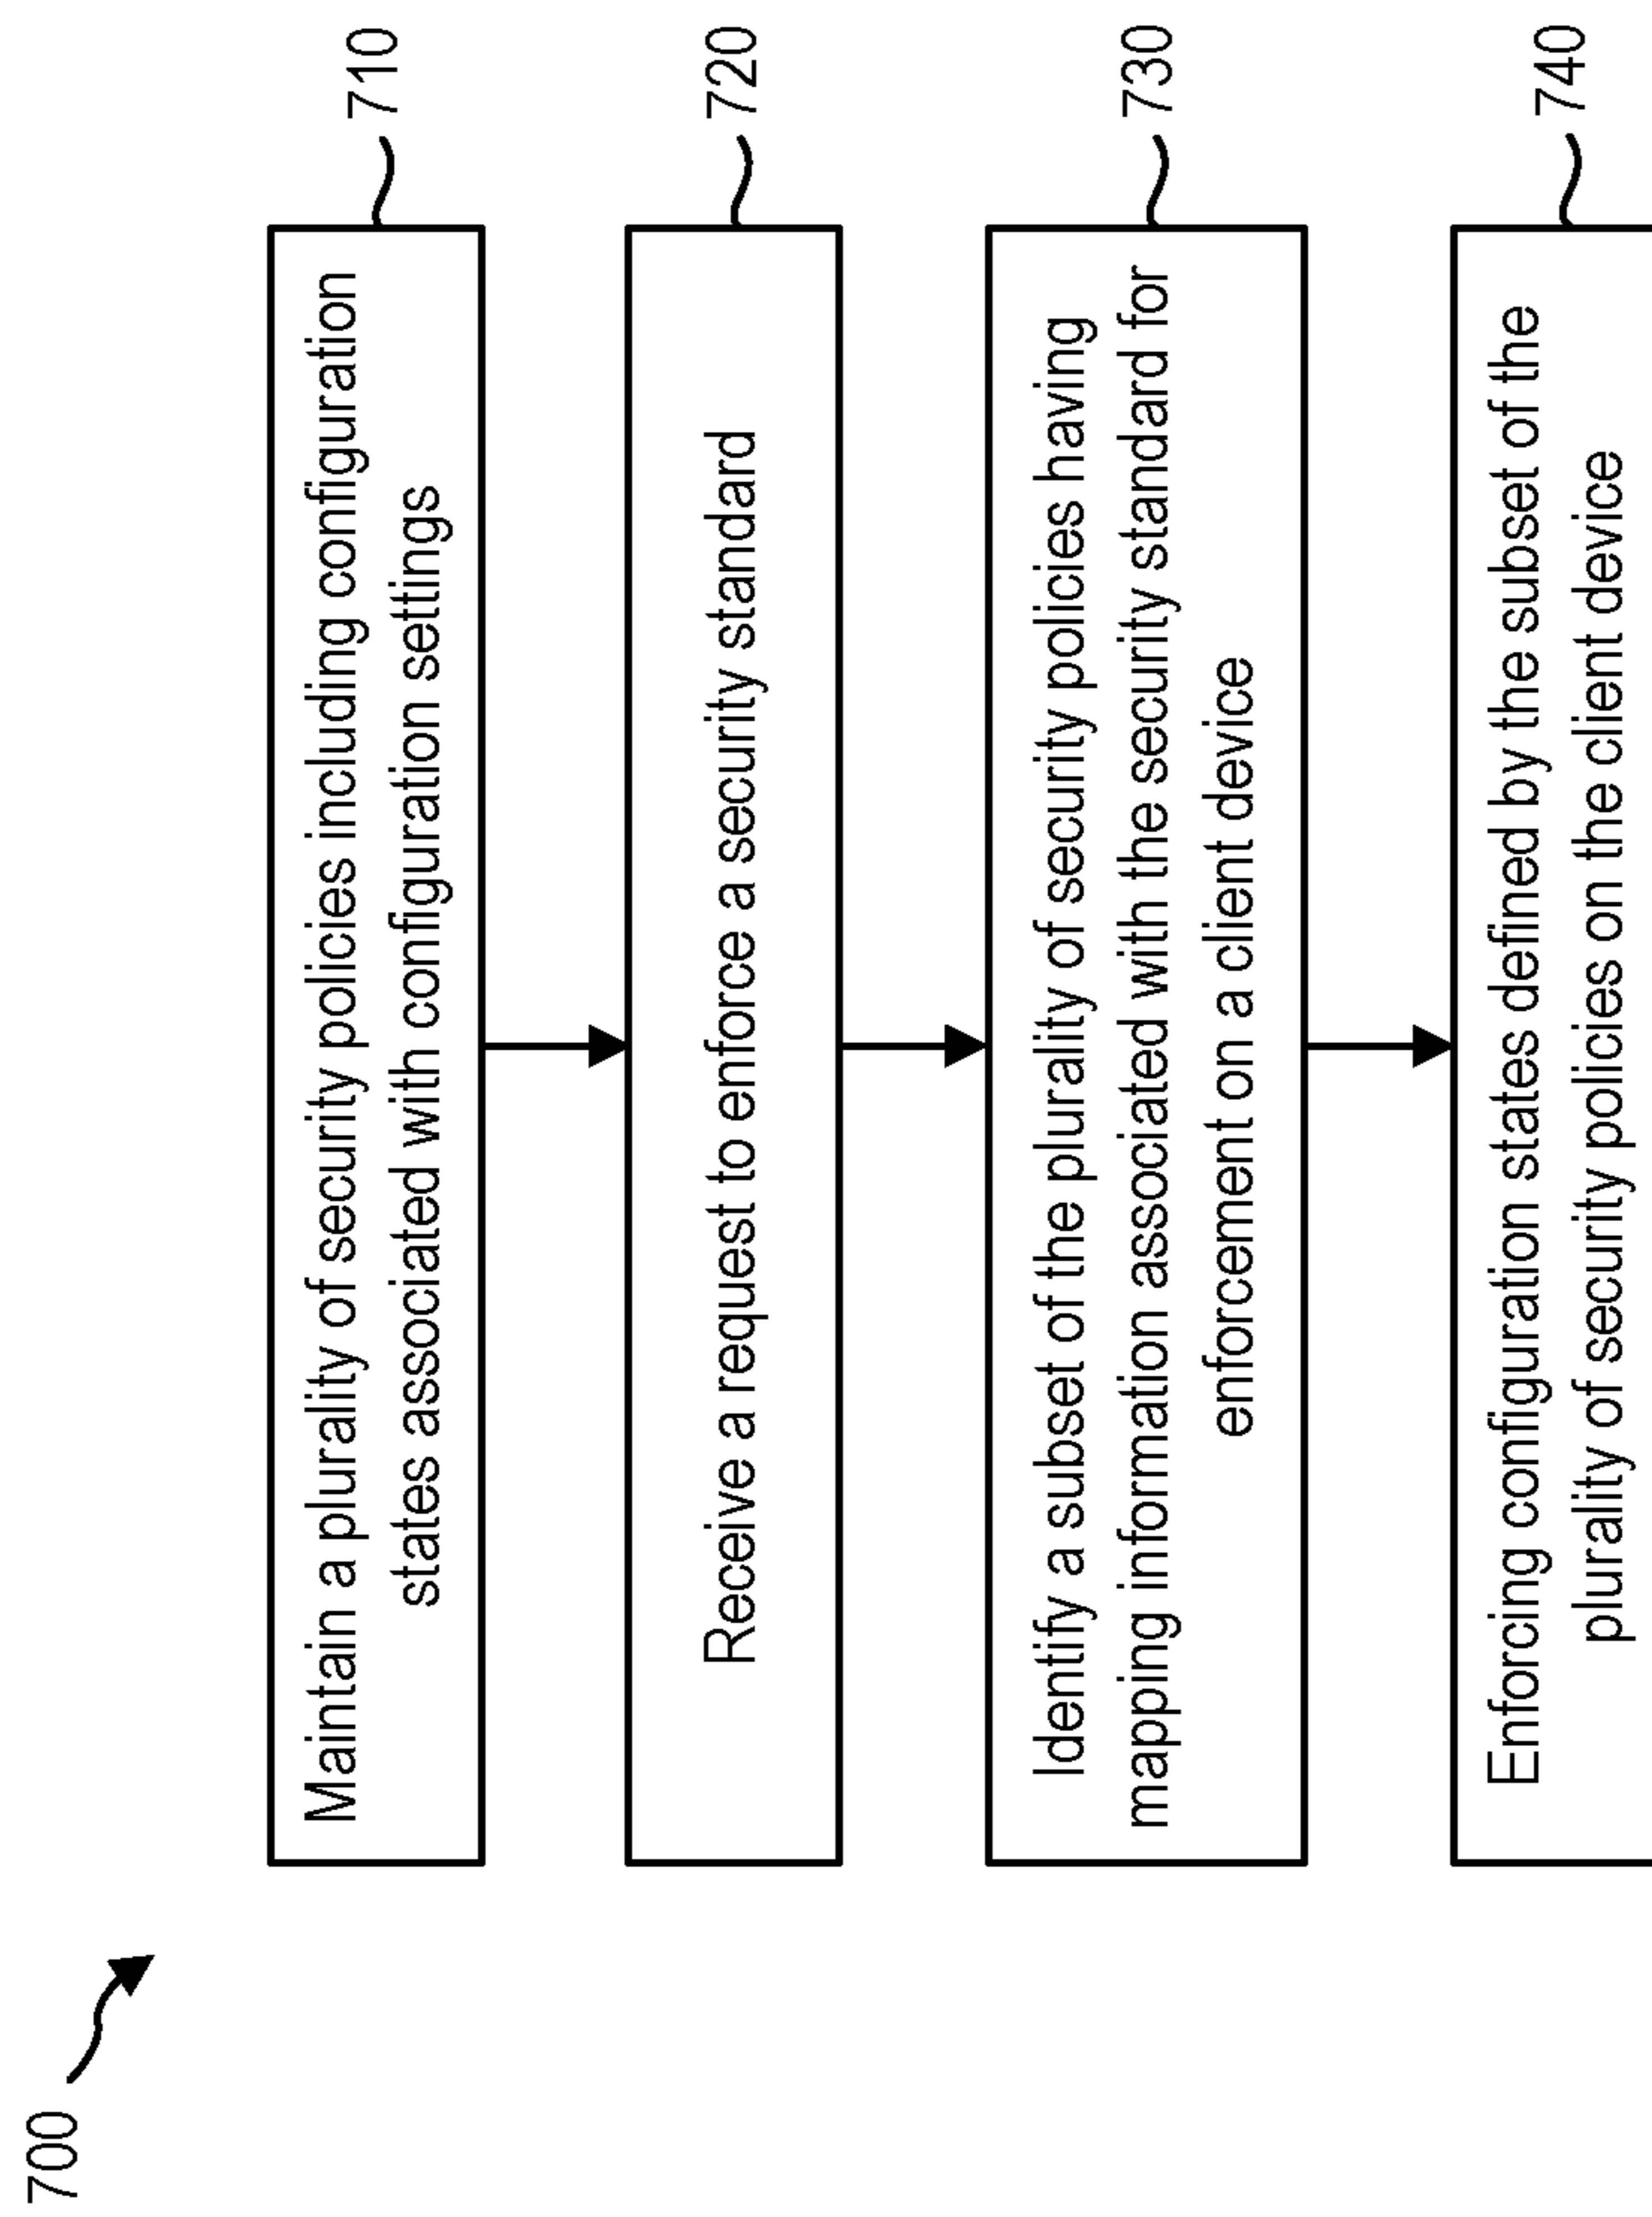 700
Maintain a plurality of security policies including configuration
states associated with configuration settings
710
Receive a request to enforce a security standard
720
Identify a subset of the plurality of security policies having
mapping information associated with the security standard for
enforcement on a client device
730
Enforcing configuration states defined by the subset of the
plurality of security policies on the client device
740